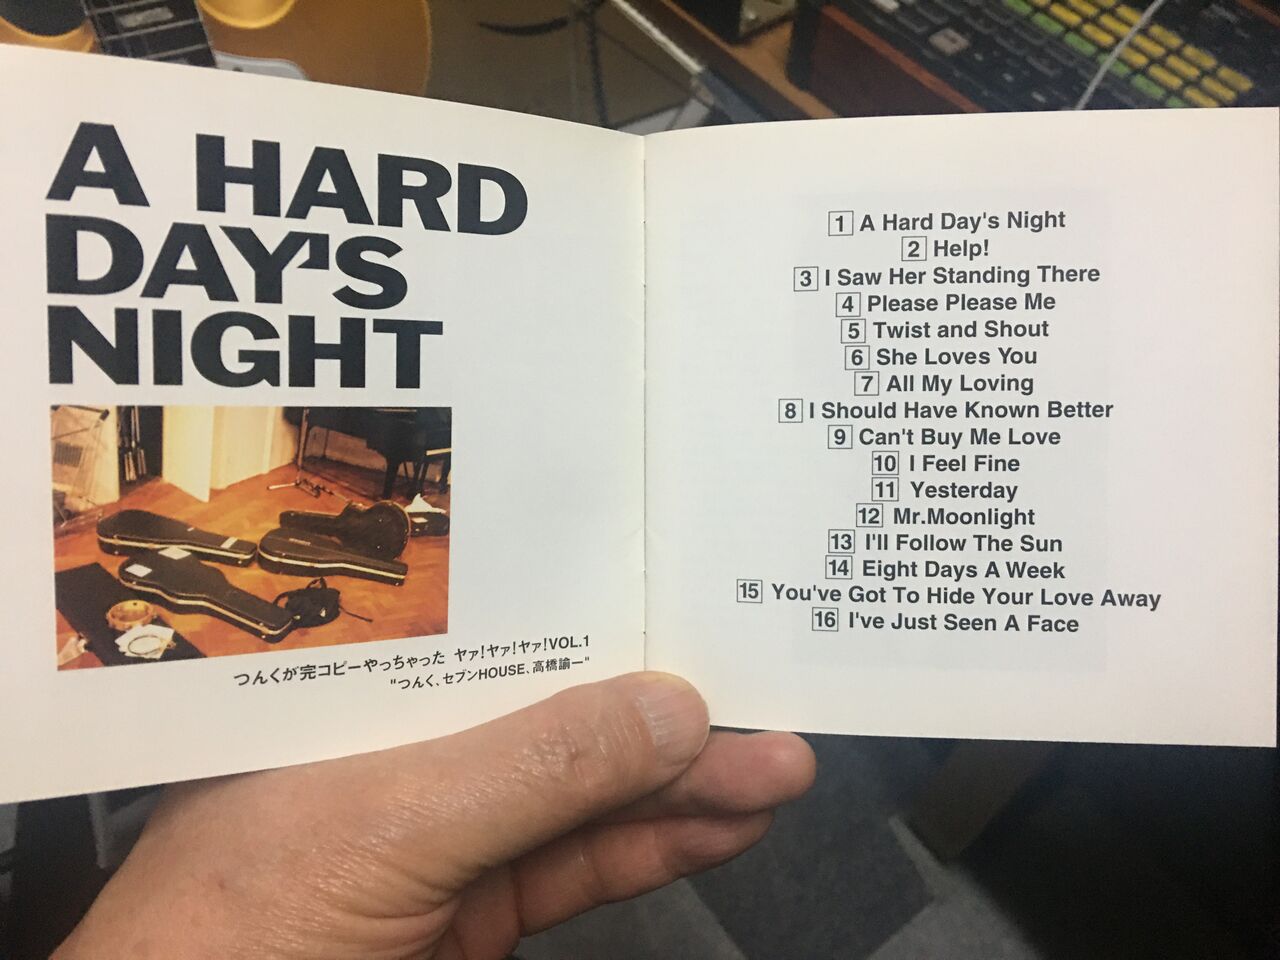 A HARD
DAY'S
NIGHT
つんくが完コピーやっちゃった ヤァ!ヤァ!ヤァ!VOL.1
"つんく、セブンHOUSE、高橋諭一"
1 A Hard Day's Night
2 Help!
3 I Saw Her Standing There
4 Please Please Me
5 Twist and Shout
6 She Loves You
7 All My Loving
8 I Should Have Known Better
9 Can't Buy Me Love
10 I Feel Fine
11 Yesterday
12 Mr.Moonlight
13 I'll Follow The Sun
14 Eight Days A Week
15 You've Got To Hide Your Love Away
16 I've Just Seen A Face